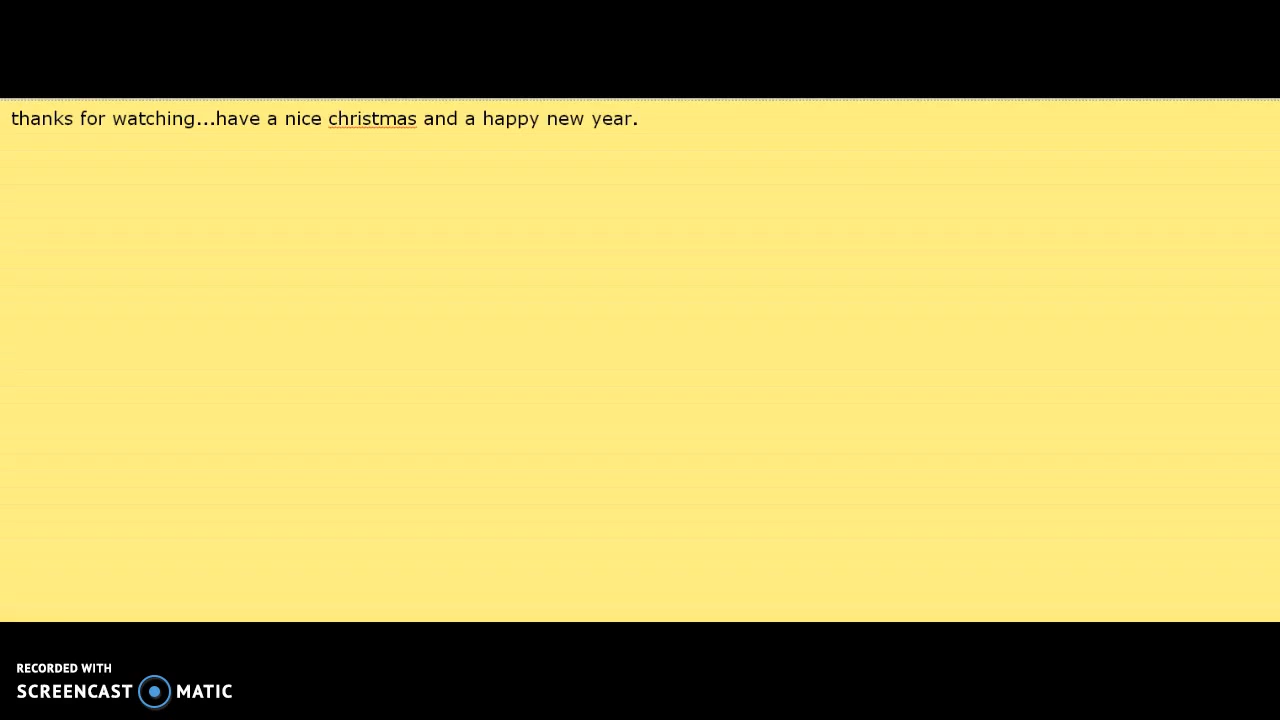 thanks for watching...have a nice christmas and a happy new year.
RECORDED WITH
SCREENCAST MATIC